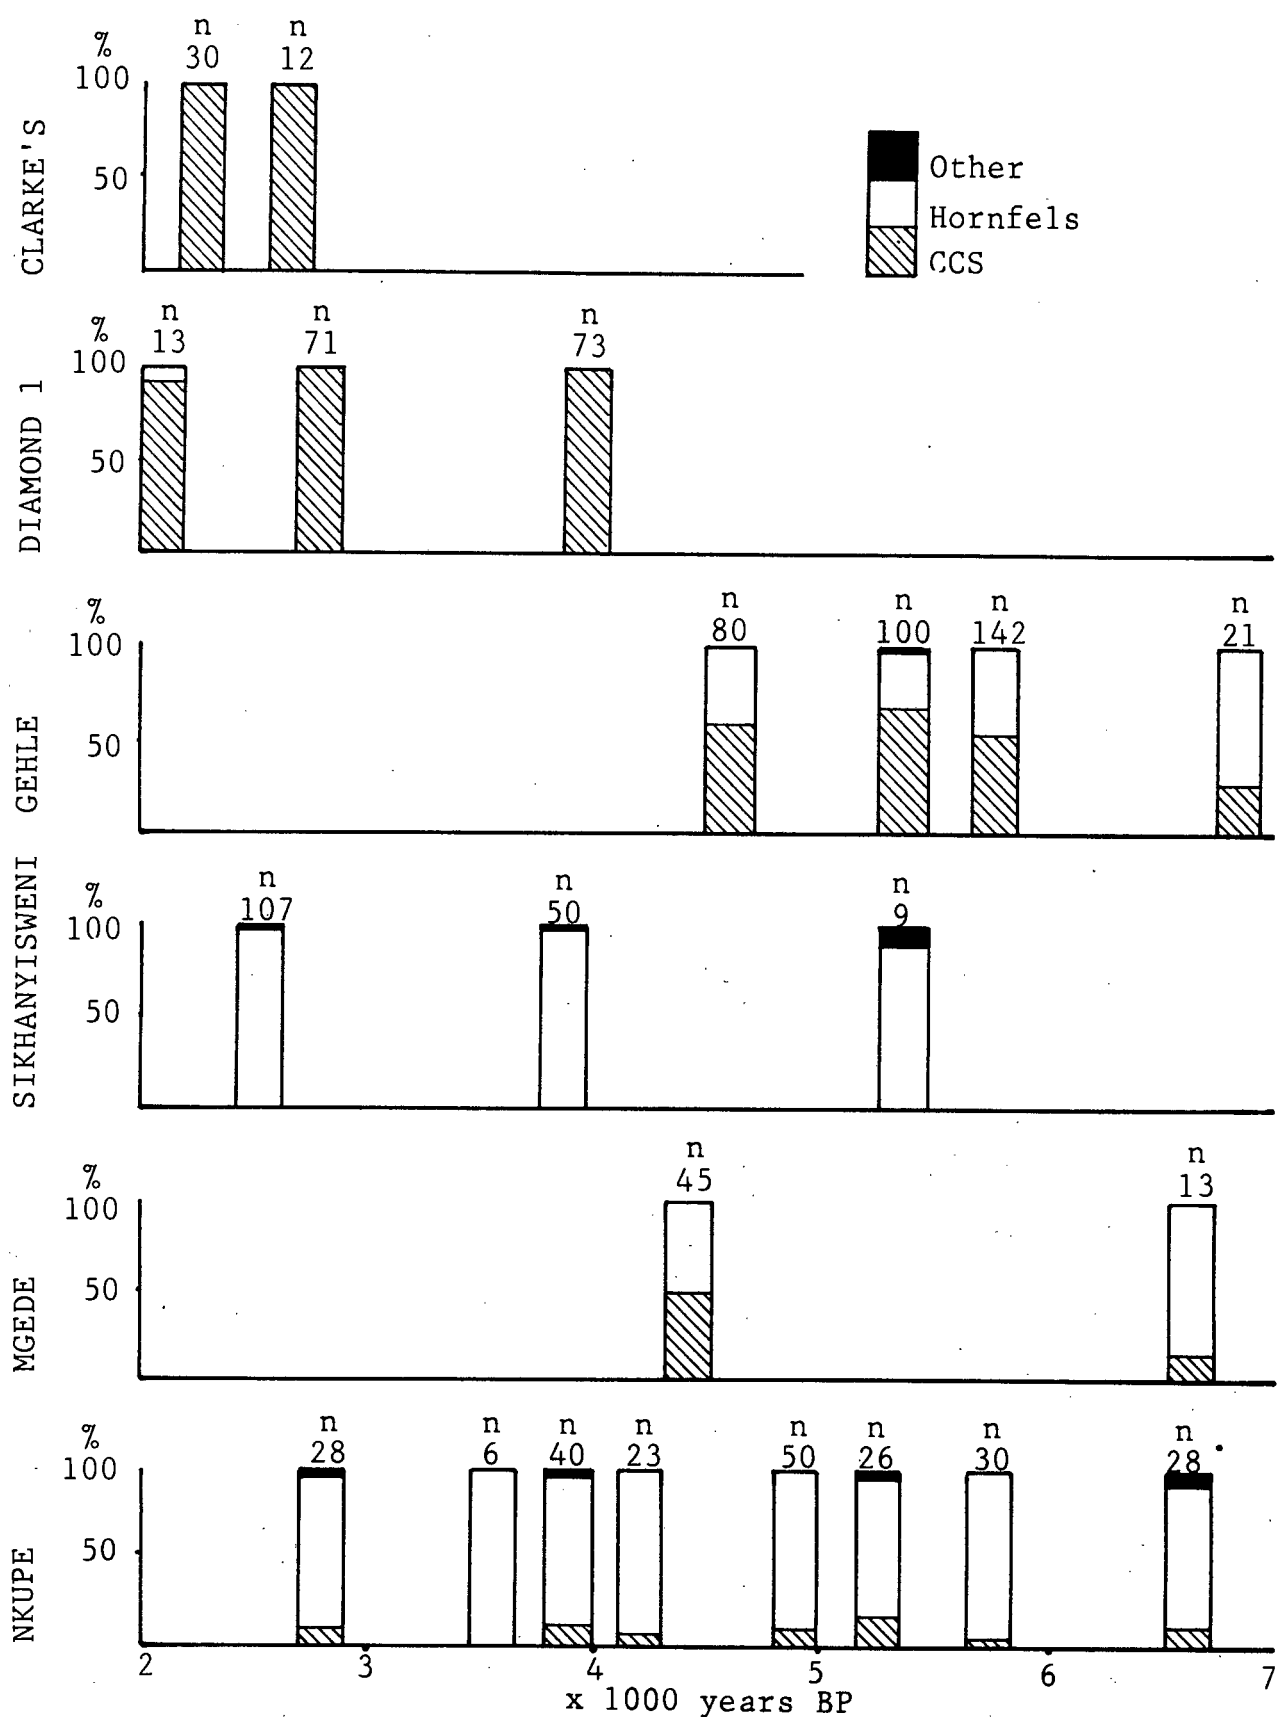 n n
% 30 12
100
50
CLARKE'S
Other
Hornfels
CCS
n n n
% 13 71 73
100
50
DIAMOND 1
n n n n
% 80 100 142 21
100
50
GEHLE
n n n
% 107 50 9
100
50
SIKHANYISWENI
n n
% 45 13
100
50
MGEDE
n n n n n n n n
% 28 6 40 23 50 26 30 28
100
50
NKUPE
2 3 4 5 6 7
x 1000 years BP